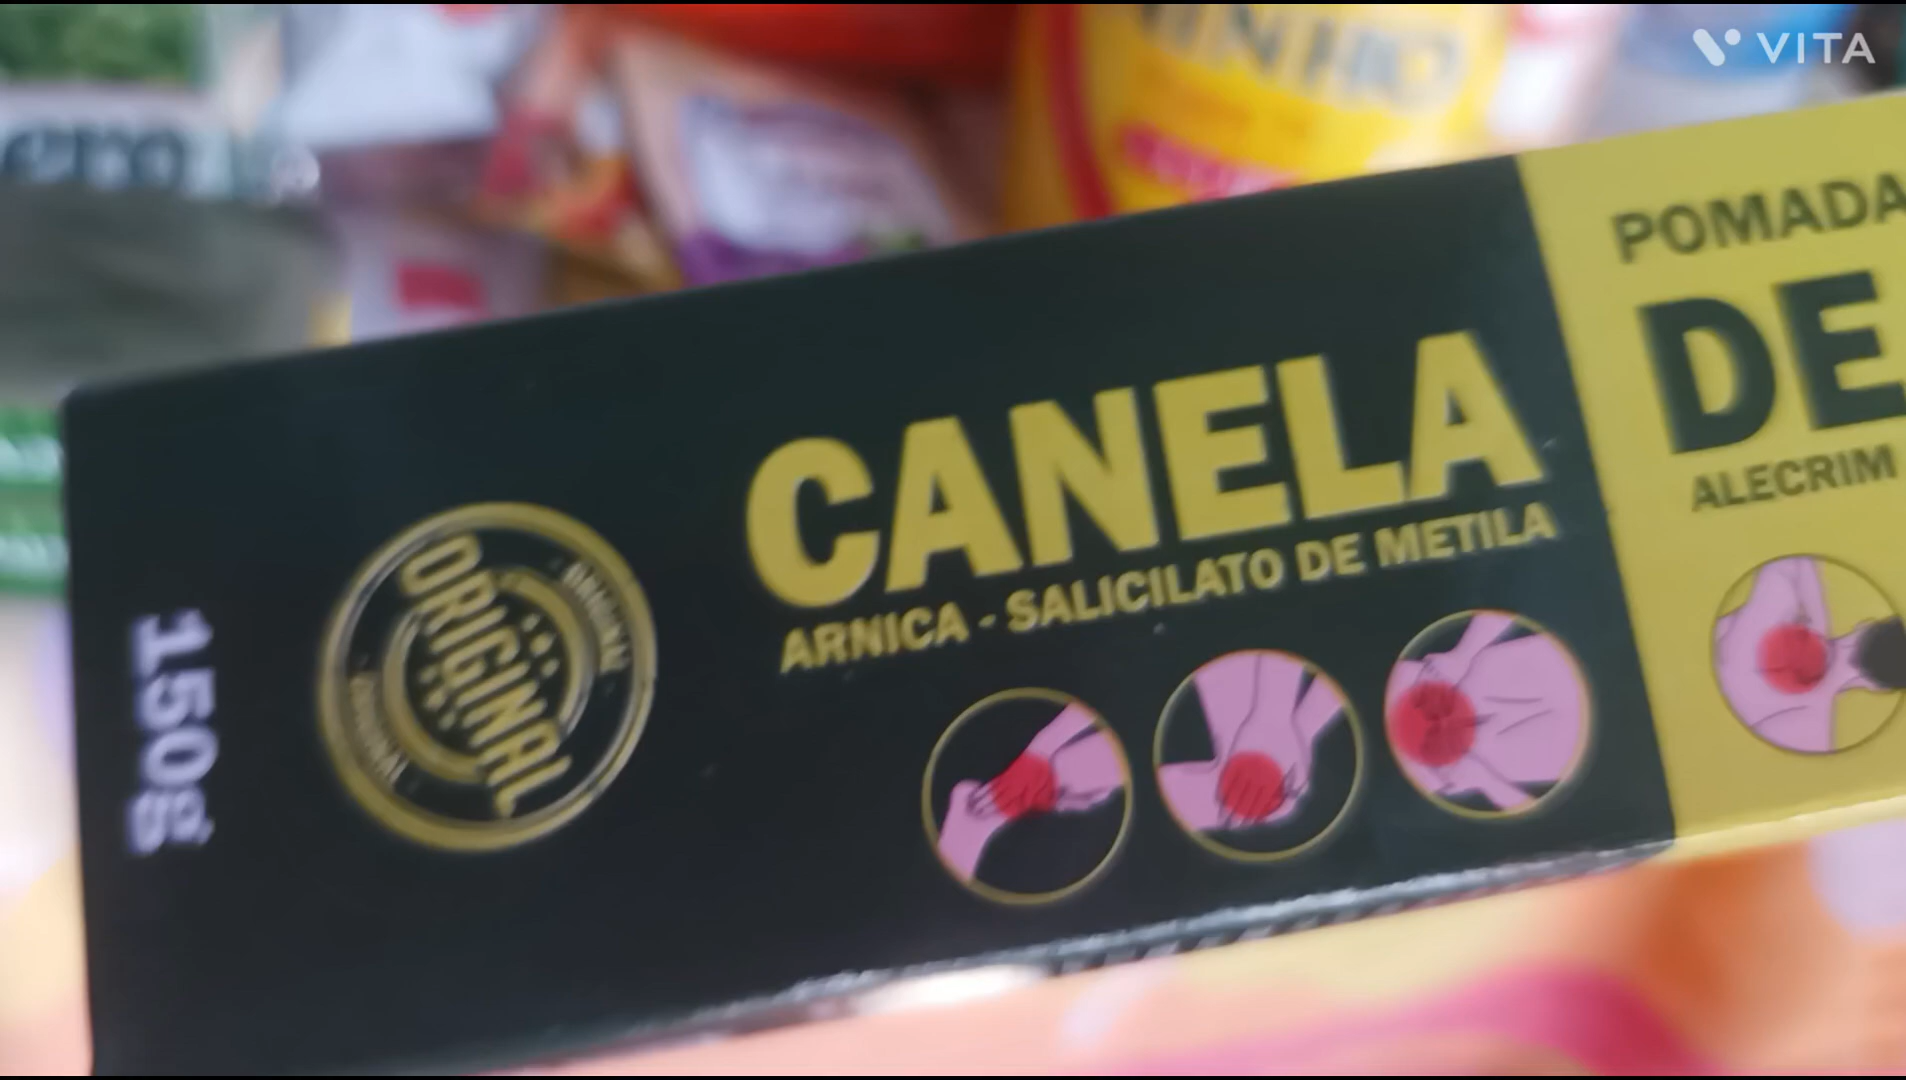 VITA
POMADA
DE
ALECRIM
CANELA
ARNICA - SALICILATO DE METILA
ORIGINAL
150g